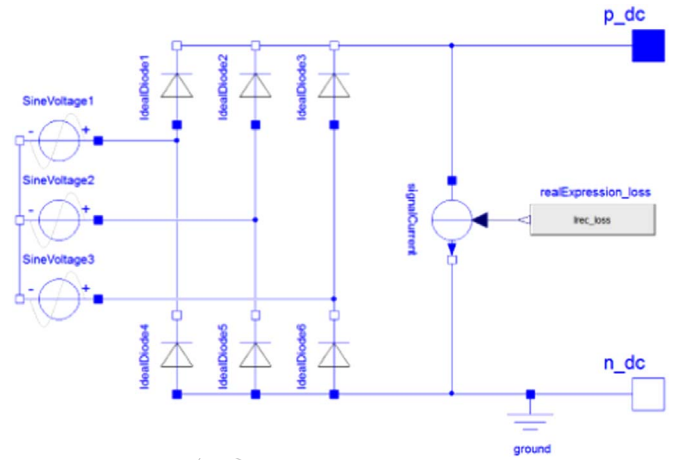 p_dc
IdealDiode1
IdealDiode2
IdealDiode3
SineVoltage1
- +
SineVoltage2
- +
SineVoltage3
- +
signalCurrent
realExpression_loss
Irec_loss
IdealDiode4
IdealDiode5
IdealDiode6
n_dc
ground